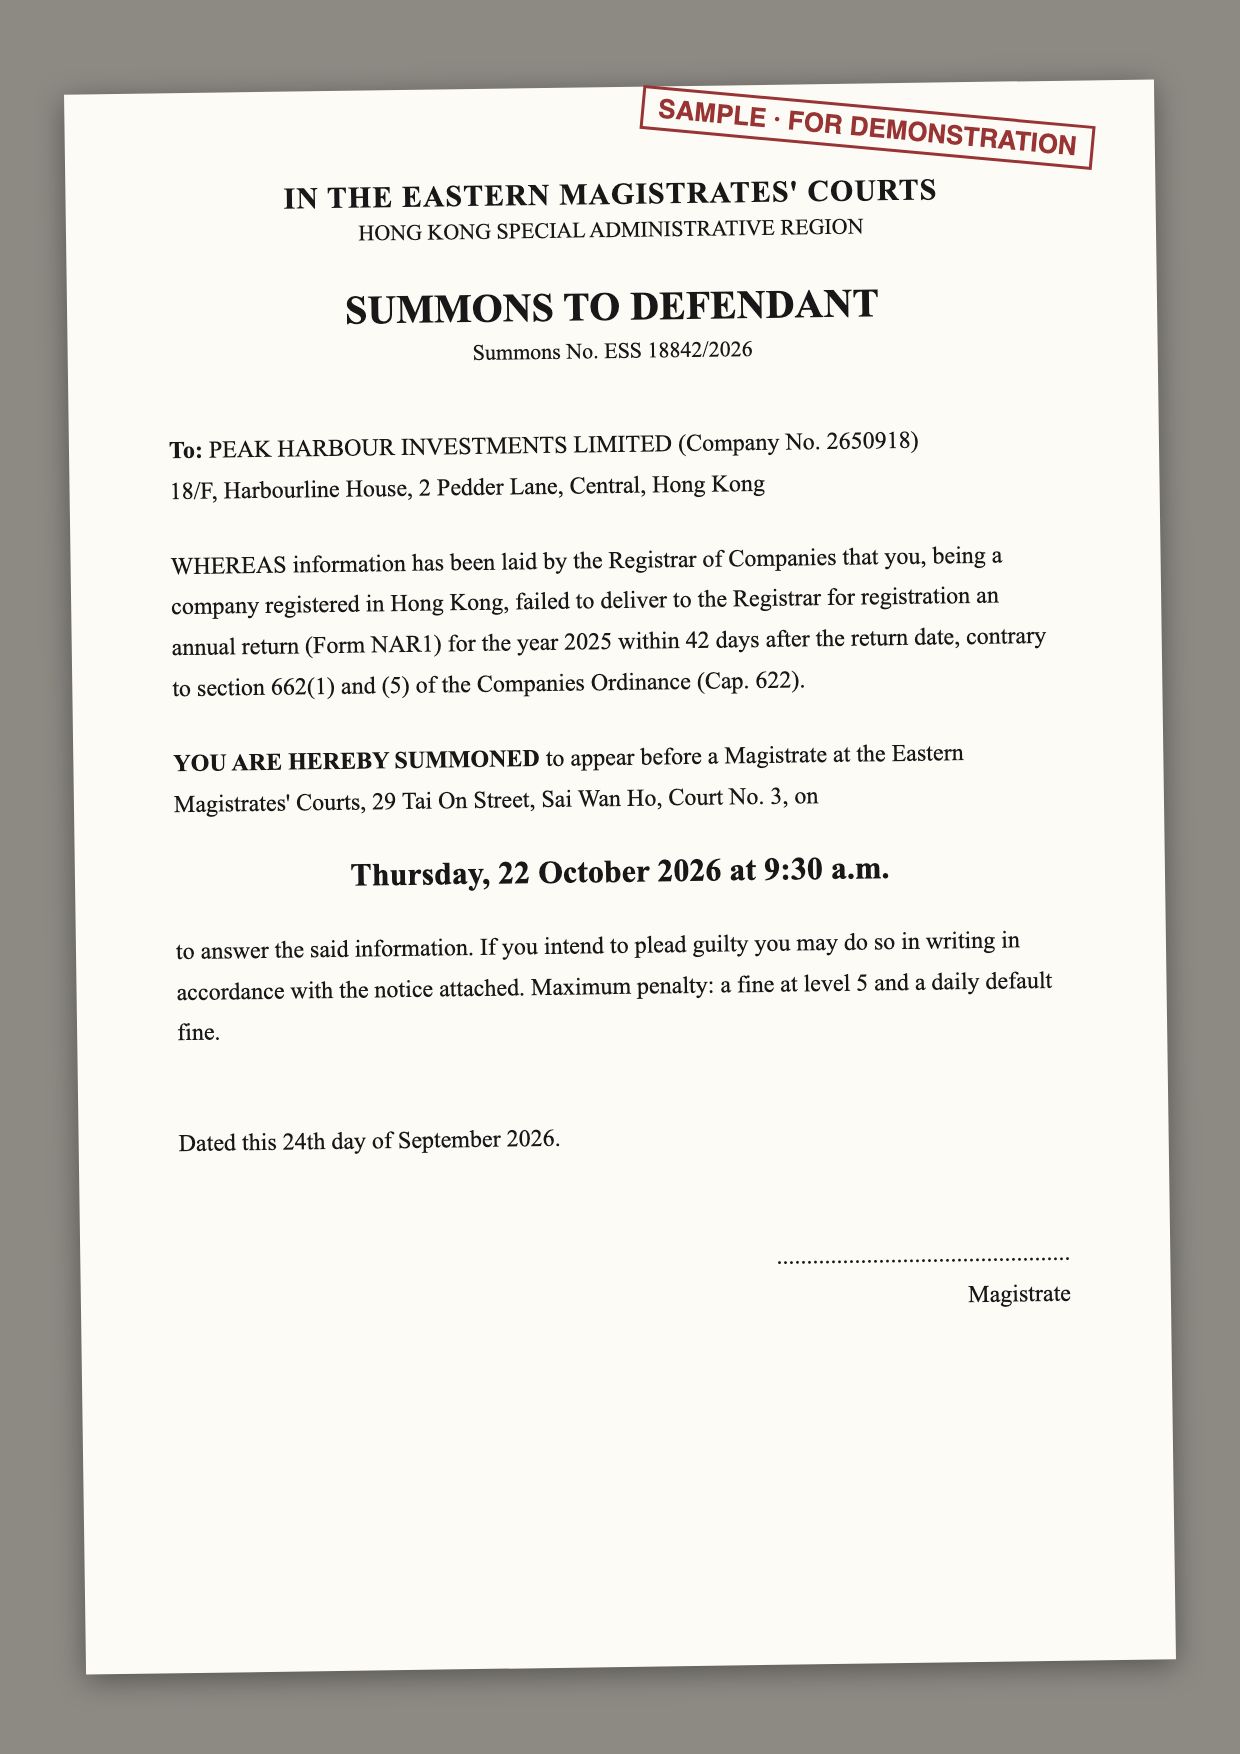 SAMPLE · FOR DEMONSTRATION
IN THE EASTERN MAGISTRATES' COURTS
HONG KONG SPECIAL ADMINISTRATIVE REGION
SUMMONS TO DEFENDANT
Summons No. ESS 18842/2026
To: PEAK HARBOUR INVESTMENTS LIMITED (Company No. 2650918)
18/F, Harbourline House, 2 Pedder Lane, Central, Hong Kong
WHEREAS information has been laid by the Registrar of Companies that you, being a
company registered in Hong Kong, failed to deliver to the Registrar for registration an
annual return (Form NAR1) for the year 2025 within 42 days after the return date, contrary
to section 662(1) and (5) of the Companies Ordinance (Cap. 622).
YOU ARE HEREBY SUMMONED to appear before a Magistrate at the Eastern
Magistrates' Courts, 29 Tai On Street, Sai Wan Ho, Court No. 3, on
Thursday, 22 October 2026 at 9:30 a.m.
to answer the said information. If you intend to plead guilty you may do so in writing in
accordance with the notice attached. Maximum penalty: a fine at level 5 and a daily default
fine.
Dated this 24th day of September 2026.
.................................................
Magistrate